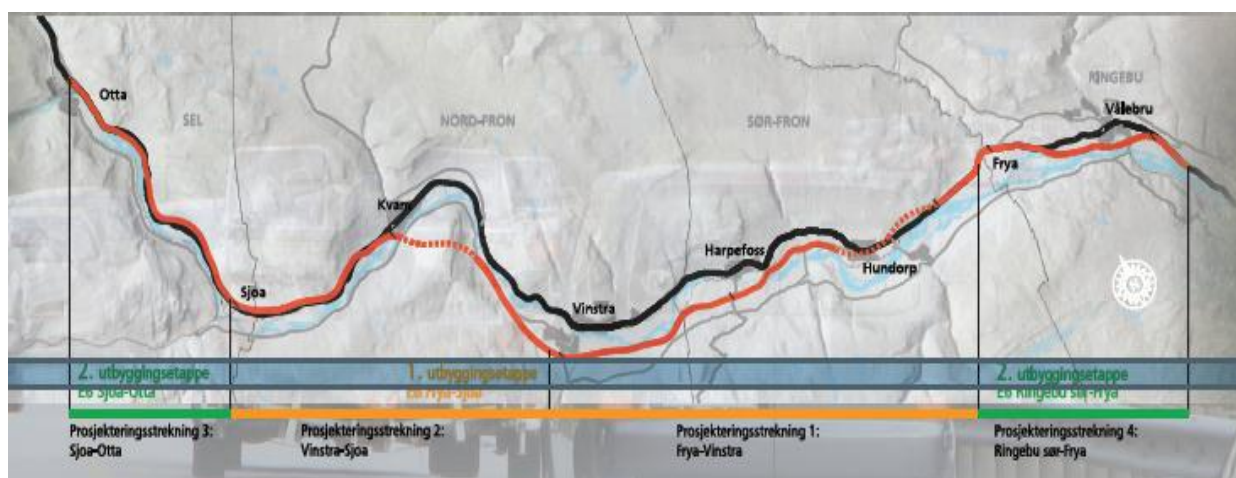 RINGEBU
Vålebru
Otta
SEL
NORD-FRON
SØR-FRON
Frya
Kvam
Harpefoss
Hundorp
Sjoa
Vinstra
2. utbyggingsetappe
E6 Sjoa-Otta
1. utbyggingsetappe
E6 Frya-Sjoa
2. utbyggingsetappe
E6 Ringebu sør-Frya
Prosjekteringsstrekning 3:
Sjoa-Otta
Prosjekteringsstrekning 2:
Vinstra-Sjoa
Prosjekteringsstrekning 1:
Frya-Vinstra
Prosjekteringsstrekning 4:
Ringebu sør-Frya